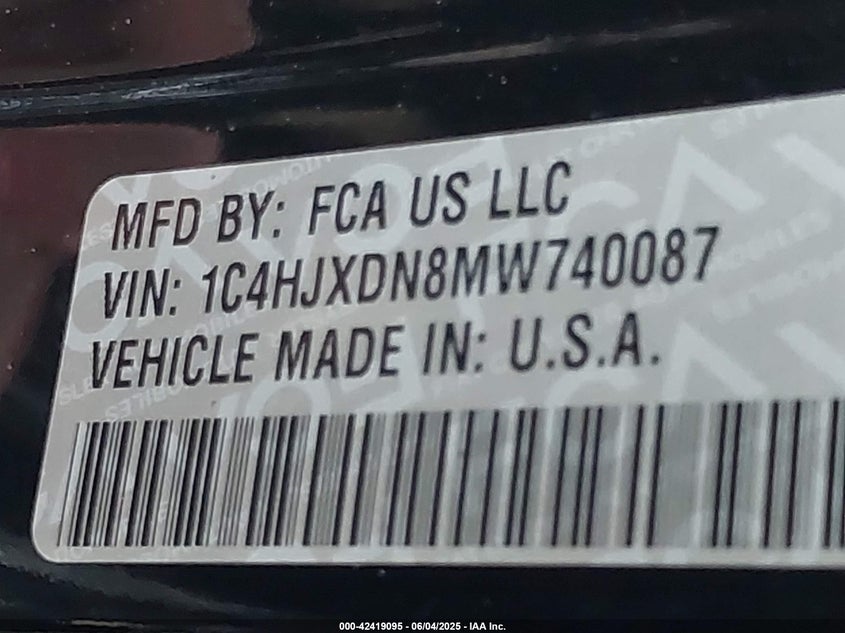 MFD BY: FCA US LLC
VIN: 1C4HJXDN8MW740087
VEHICLE MADE IN: U.S.A.
000-42419095 - 06/04/2025 - IAA Inc.